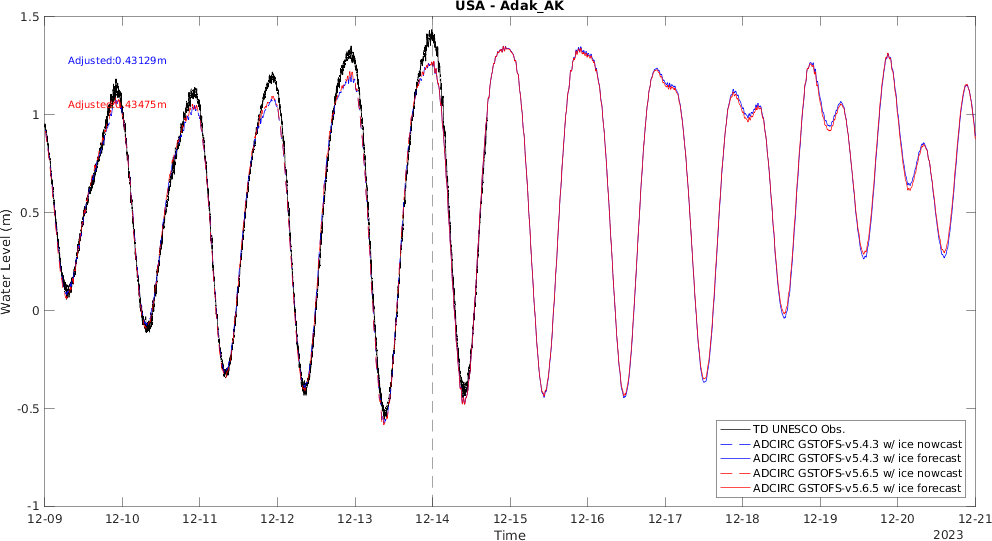 USA - Adak_AK
1.5
1
0.5
0
-0.5
-1
Water Level (m)
Adjusted:0.43129m
Adjusted:0.43475m
TD UNESCO Obs.
ADCIRC GSTOFS-v5.4.3 w/ ice nowcast
ADCIRC GSTOFS-v5.4.3 w/ ice forecast
ADCIRC GSTOFS-v5.6.5 w/ ice nowcast
ADCIRC GSTOFS-v5.6.5 w/ ice forecast
12-09 12-10 12-11 12-12 12-13 12-14 12-15 12-16 12-17 12-18 12-19 12-20 12-21
Time
2023